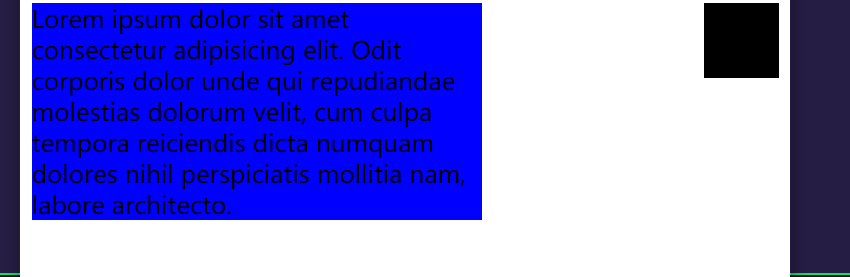 Lorem ipsum dolor sit amet
consectetur adipisicing elit. Odit
corporis dolor unde qui repudiandae
molestias dolorum velit, cum culpa
tempora reiciendis dicta numquam
dolores nihil perspiciatis mollitia nam,
labore architecto.